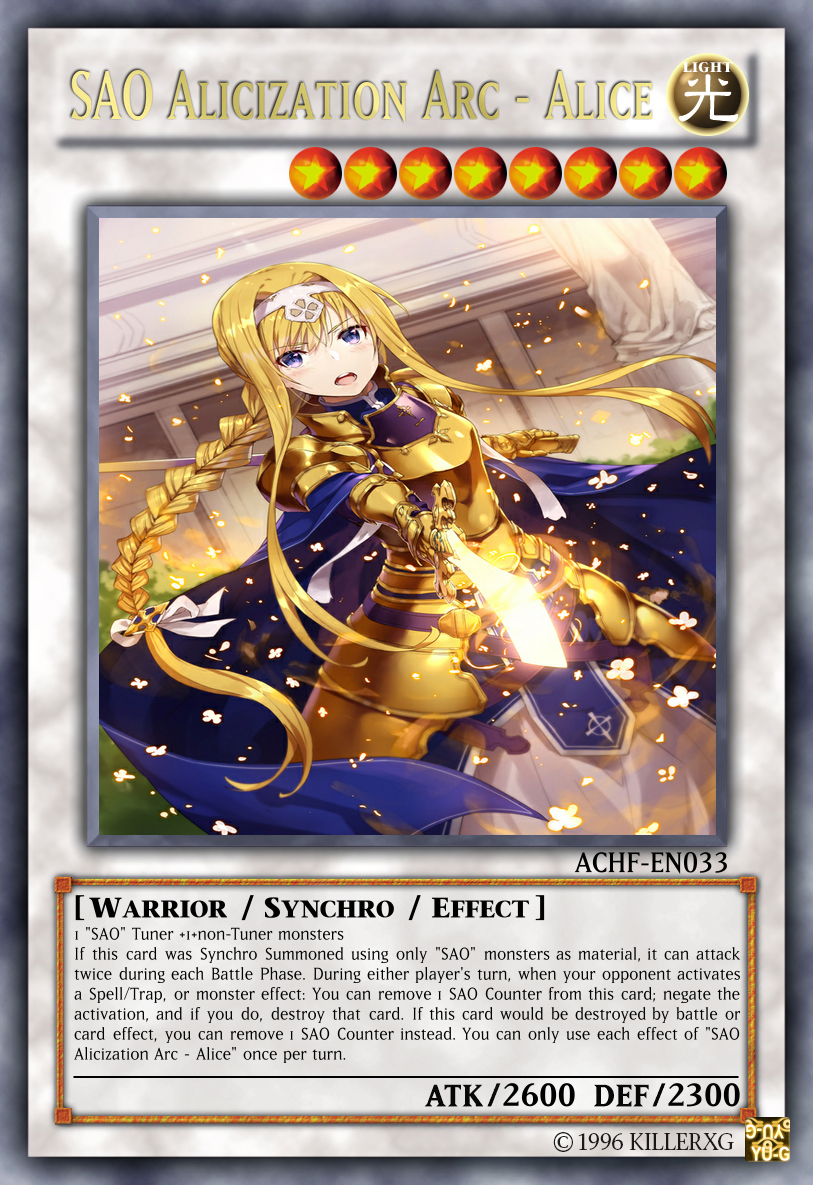 SAO Alicization Arc - Alice
LIGHT
光
ACHF-EN033
[ Warrior / Synchro / Effect ]
1 "SAO" Tuner +1+non-Tuner monsters
If this card was Synchro Summoned using only "SAO" monsters as material, it can attack
twice during each Battle Phase. During either player's turn, when your opponent activates
a Spell/Trap, or monster effect: You can remove 1 SAO Counter from this card; negate the
activation, and if you do, destroy that card. If this card would be destroyed by battle or
card effect, you can remove 1 SAO Counter instead. You can only use each effect of "SAO
Alicization Arc - Alice" once per turn.
ATK/2600 DEF/2300
© 1996 KILLERXG